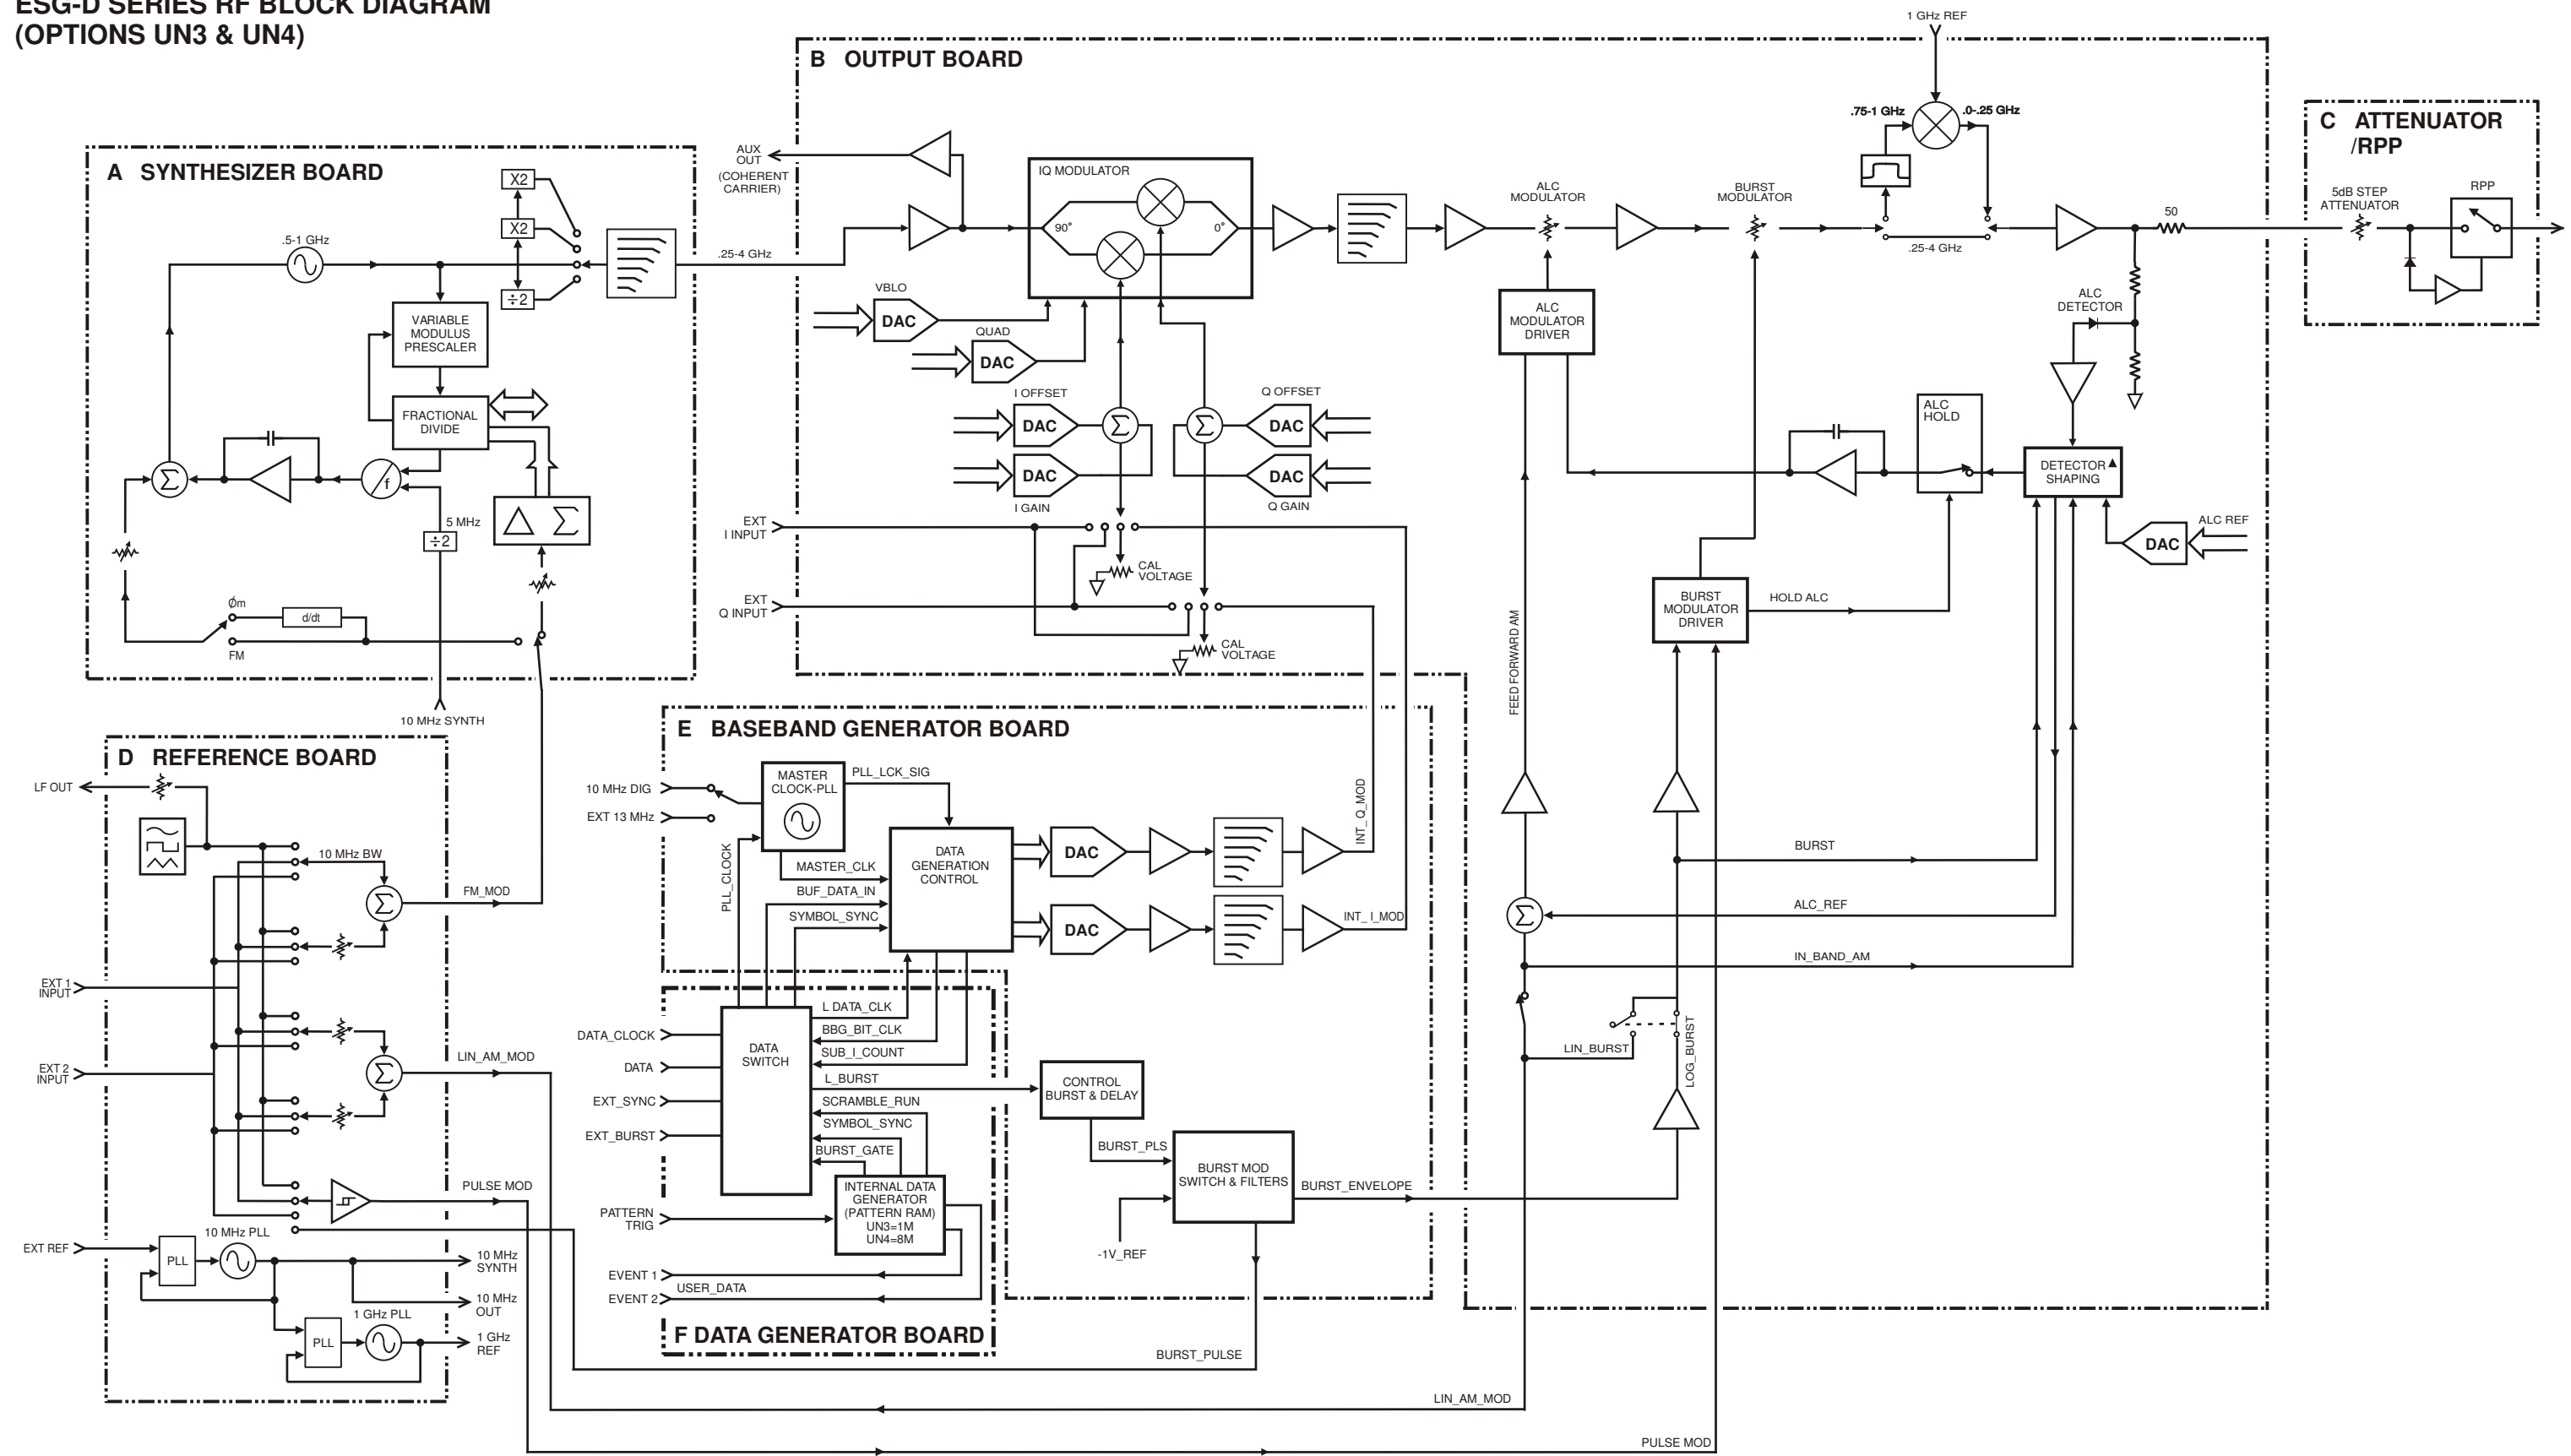 ESG-D SERIES RF BLOCK DIAGRAM
(OPTIONS UN3 & UN4)
1 GHz REF
B OUTPUT BOARD
.75-1 GHz
.0-.25 GHz
C ATTENUATOR
/RPP
A SYNTHESIZER BOARD
AUX
OUT
(COHERENT
CARRIER)
IQ MODULATOR
90°
0°
ALC
MODULATOR
BURST
MODULATOR
.25-4 GHz
50
5dB STEP
ATTENUATOR
RPP
X2
X2
÷2
.5-1 GHz
.25-4 GHz
VARIABLE
MODULUS
PRESCALER
FRACTIONAL
DIVIDE
VBLO
DAC
QUAD
DAC
I OFFSET
DAC
Σ
Σ
Q OFFSET
DAC
DAC
I GAIN
DAC
Q GAIN
ALC
MODULATOR
DRIVER
ALC
DETECTOR
ALC
HOLD
DETECTOR
SHAPING
ALC REF
DAC
Σ
f
5 MHz
÷2
△ Σ
Øm
d/dt
FM
10 MHz SYNTH
EXT
I INPUT
CAL
VOLTAGE
EXT
Q INPUT
CAL
VOLTAGE
FEED FORWARD AM
BURST
MODULATOR
DRIVER
HOLD ALC
D REFERENCE BOARD
LF OUT
10 MHz BW
Σ
FM_MOD
EXT 1
INPUT
EXT 2
INPUT
Σ
LIN_AM_MOD
PULSE MOD
EXT REF
10 MHz PLL
PLL
10 MHz
SYNTH
10 MHz
OUT
1 GHz PLL
PLL
1 GHz
REF
E BASEBAND GENERATOR BOARD
10 MHz DIG
EXT 13 MHz
MASTER
CLOCK-PLL
PLL_LCK_SIG
PLL_CLOCK
MASTER_CLK
BUF_DATA_IN
SYMBOL_SYNC
DATA
GENERATION
CONTROL
DAC
DAC
INT_ Q_MOD
INT_ I_MOD
BURST
Σ
ALC_REF
IN_BAND_AM
LIN_BURST
LOG_BURST
DATA_CLOCK
DATA
EXT_SYNC
EXT_BURST
DATA
SWITCH
L DATA_CLK
BBG_BIT_CLK
SUB_I_COUNT
L_BURST
SCRAMBLE_RUN
SYMBOL_SYNC
BURST_GATE
CONTROL
BURST & DELAY
BURST_PLS
BURST MOD
SWITCH & FILTERS
BURST_ENVELOPE
-1V_REF
PATTERN
TRIG
INTERNAL DATA
GENERATOR
(PATTERN RAM)
UN3=1M
UN4=8M
EVENT 1
USER_DATA
EVENT 2
F DATA GENERATOR BOARD
BURST_PULSE
LIN_AM_MOD
PULSE MOD